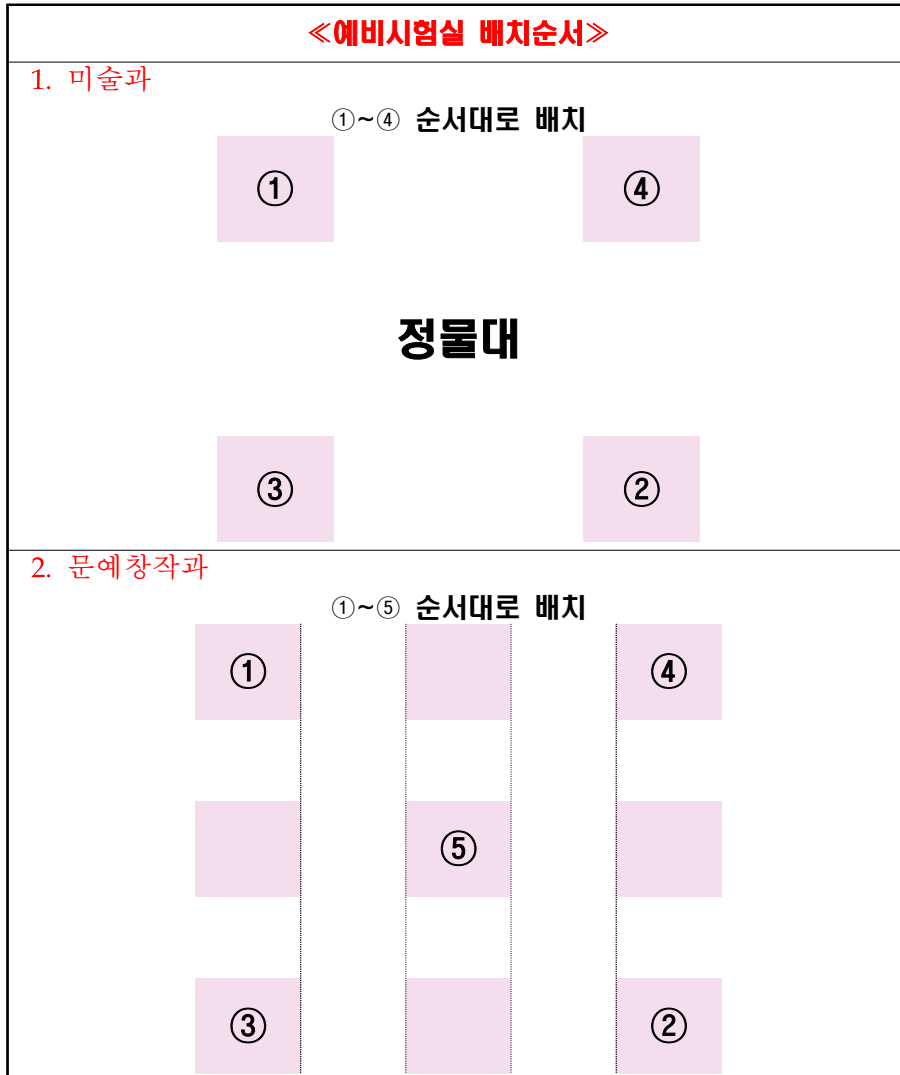 ≪예비시험실 배치순서≫
1. 미술과
①~④ 순서대로 배치
① ④
정물대
③ ②
2. 문예창작과
①~⑤ 순서대로 배치
① ④
⑤
③ ②